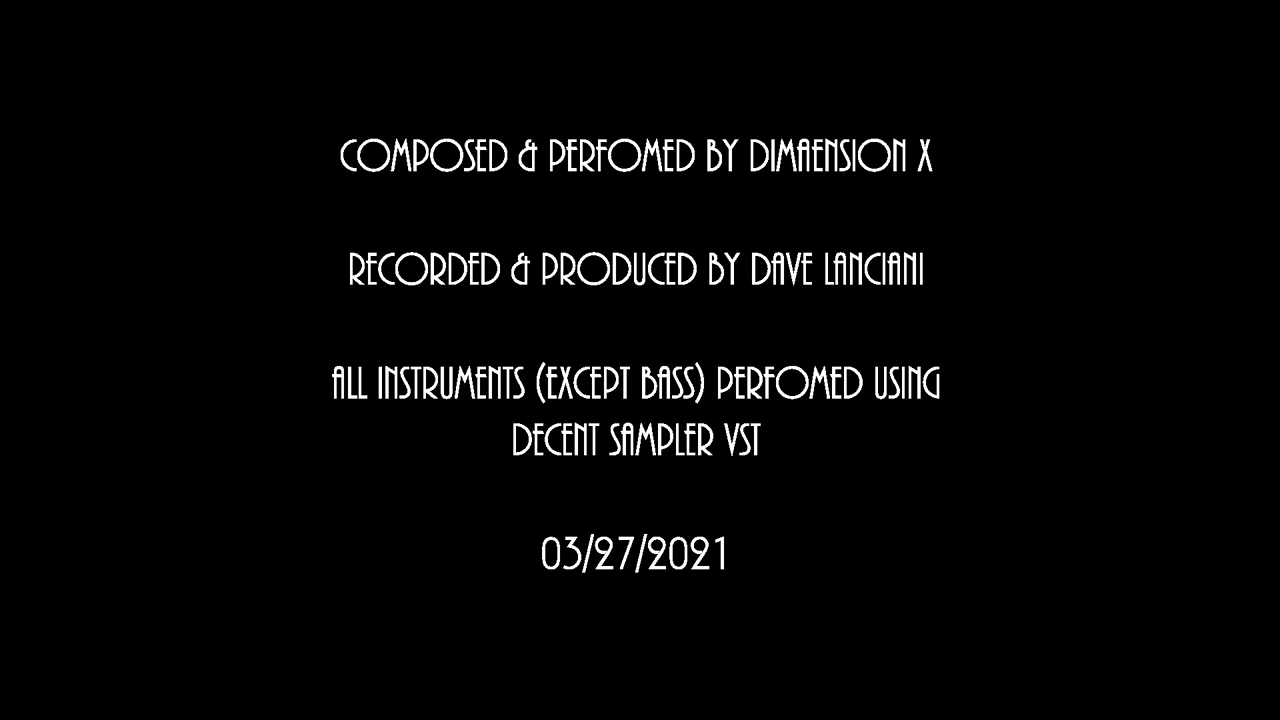 COMPOSED & PERFOMED BY DIMAENSION X
RECORDED & PRODUCED BY DAVE LANCIANI
ALL INSTRUMENTS (EXCEPT BASS) PERFOMED USING
DECENT SAMPLER VST
03/27/2021